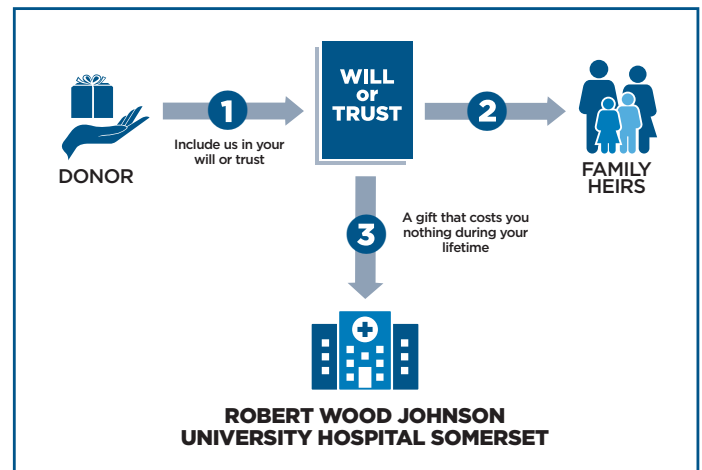 DONOR
1
Include us in your
will or trust
WILL
or
TRUST
2
FAMILY
HEIRS
3
A gift that costs you
nothing during your
lifetime
ROBERT WOOD JOHNSON
UNIVERSITY HOSPITAL SOMERSET